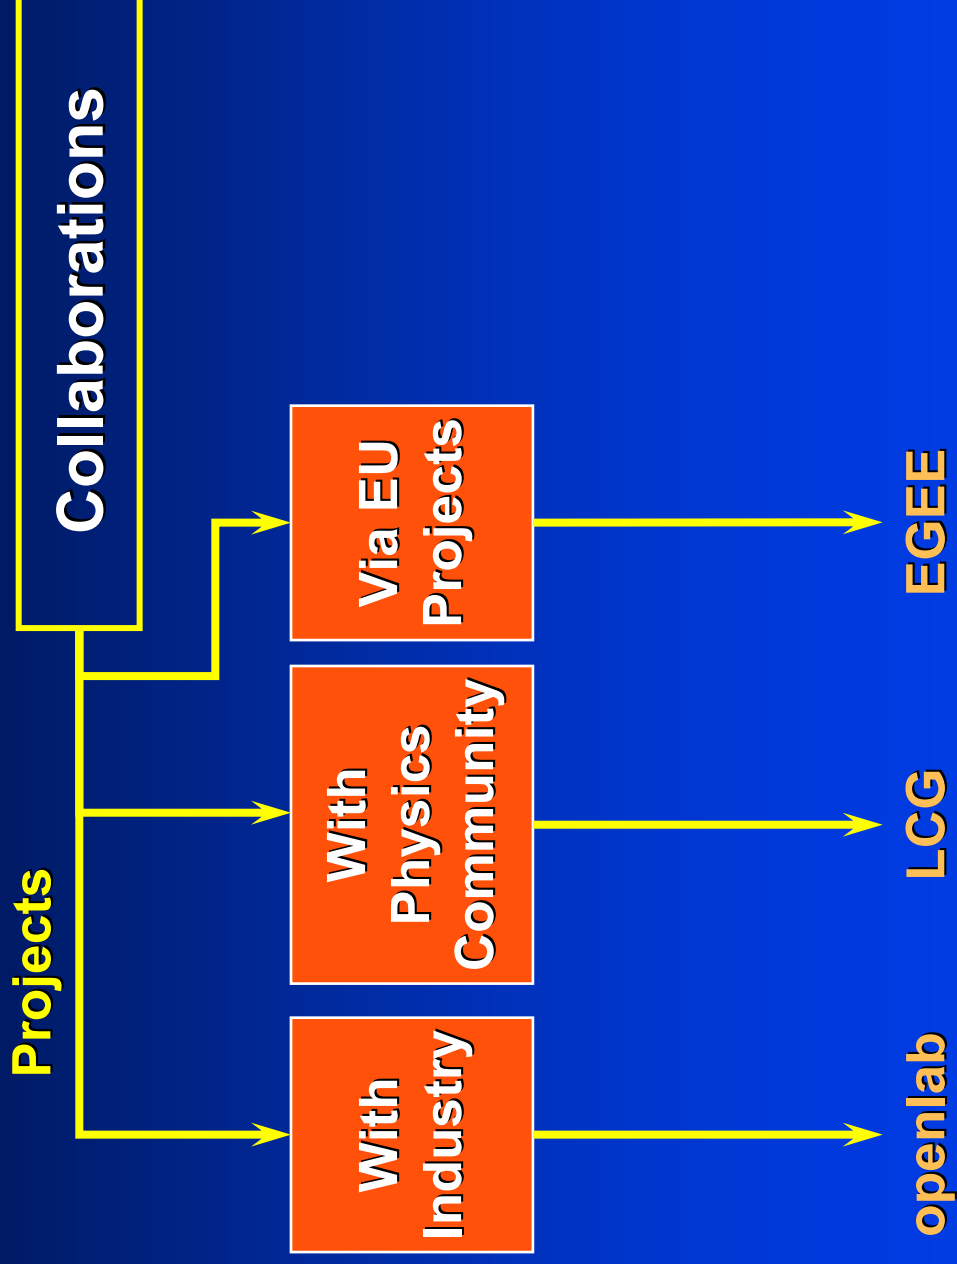 Projects
Collaborations
With
Industry
With
Physics
Community
Via EU
Projects
openlab
LCG
EGEE